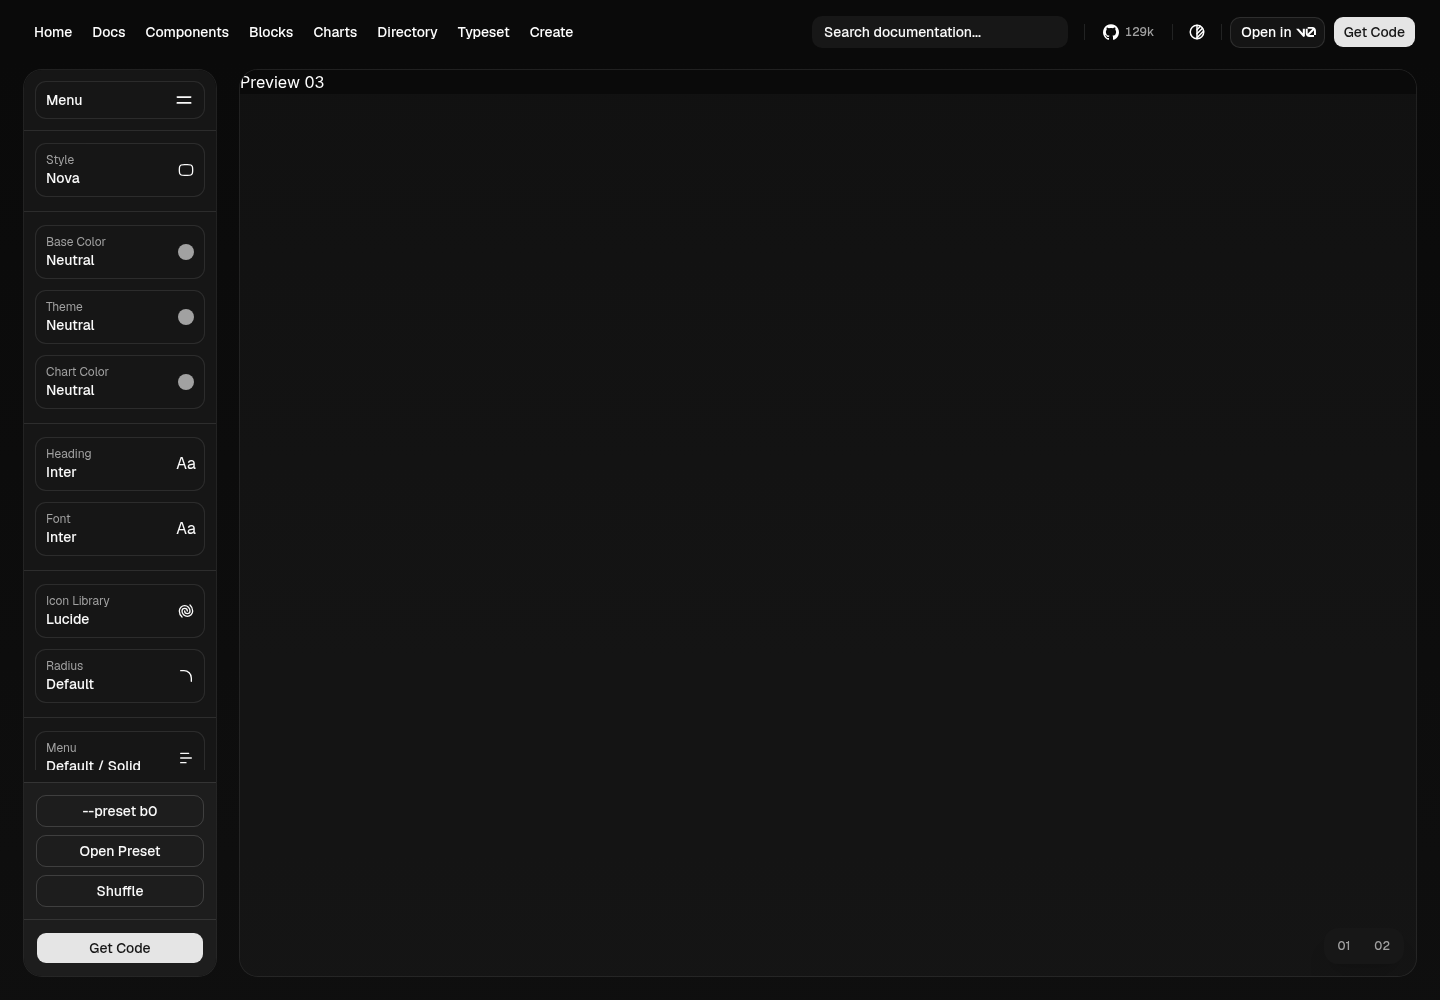 Home Docs Components Blocks Charts Directory Typeset Create Search documentation... 129k Open in v0 Get Code
Menu
Style
Nova
Base Color
Neutral
Theme
Neutral
Chart Color
Neutral
Heading
Inter
Aa
Font
Inter
Aa
Icon Library
Lucide
Radius
Default
Menu
Default / Solid
--preset b0
Open Preset
Shuffle
Get Code
Preview 03
01 02